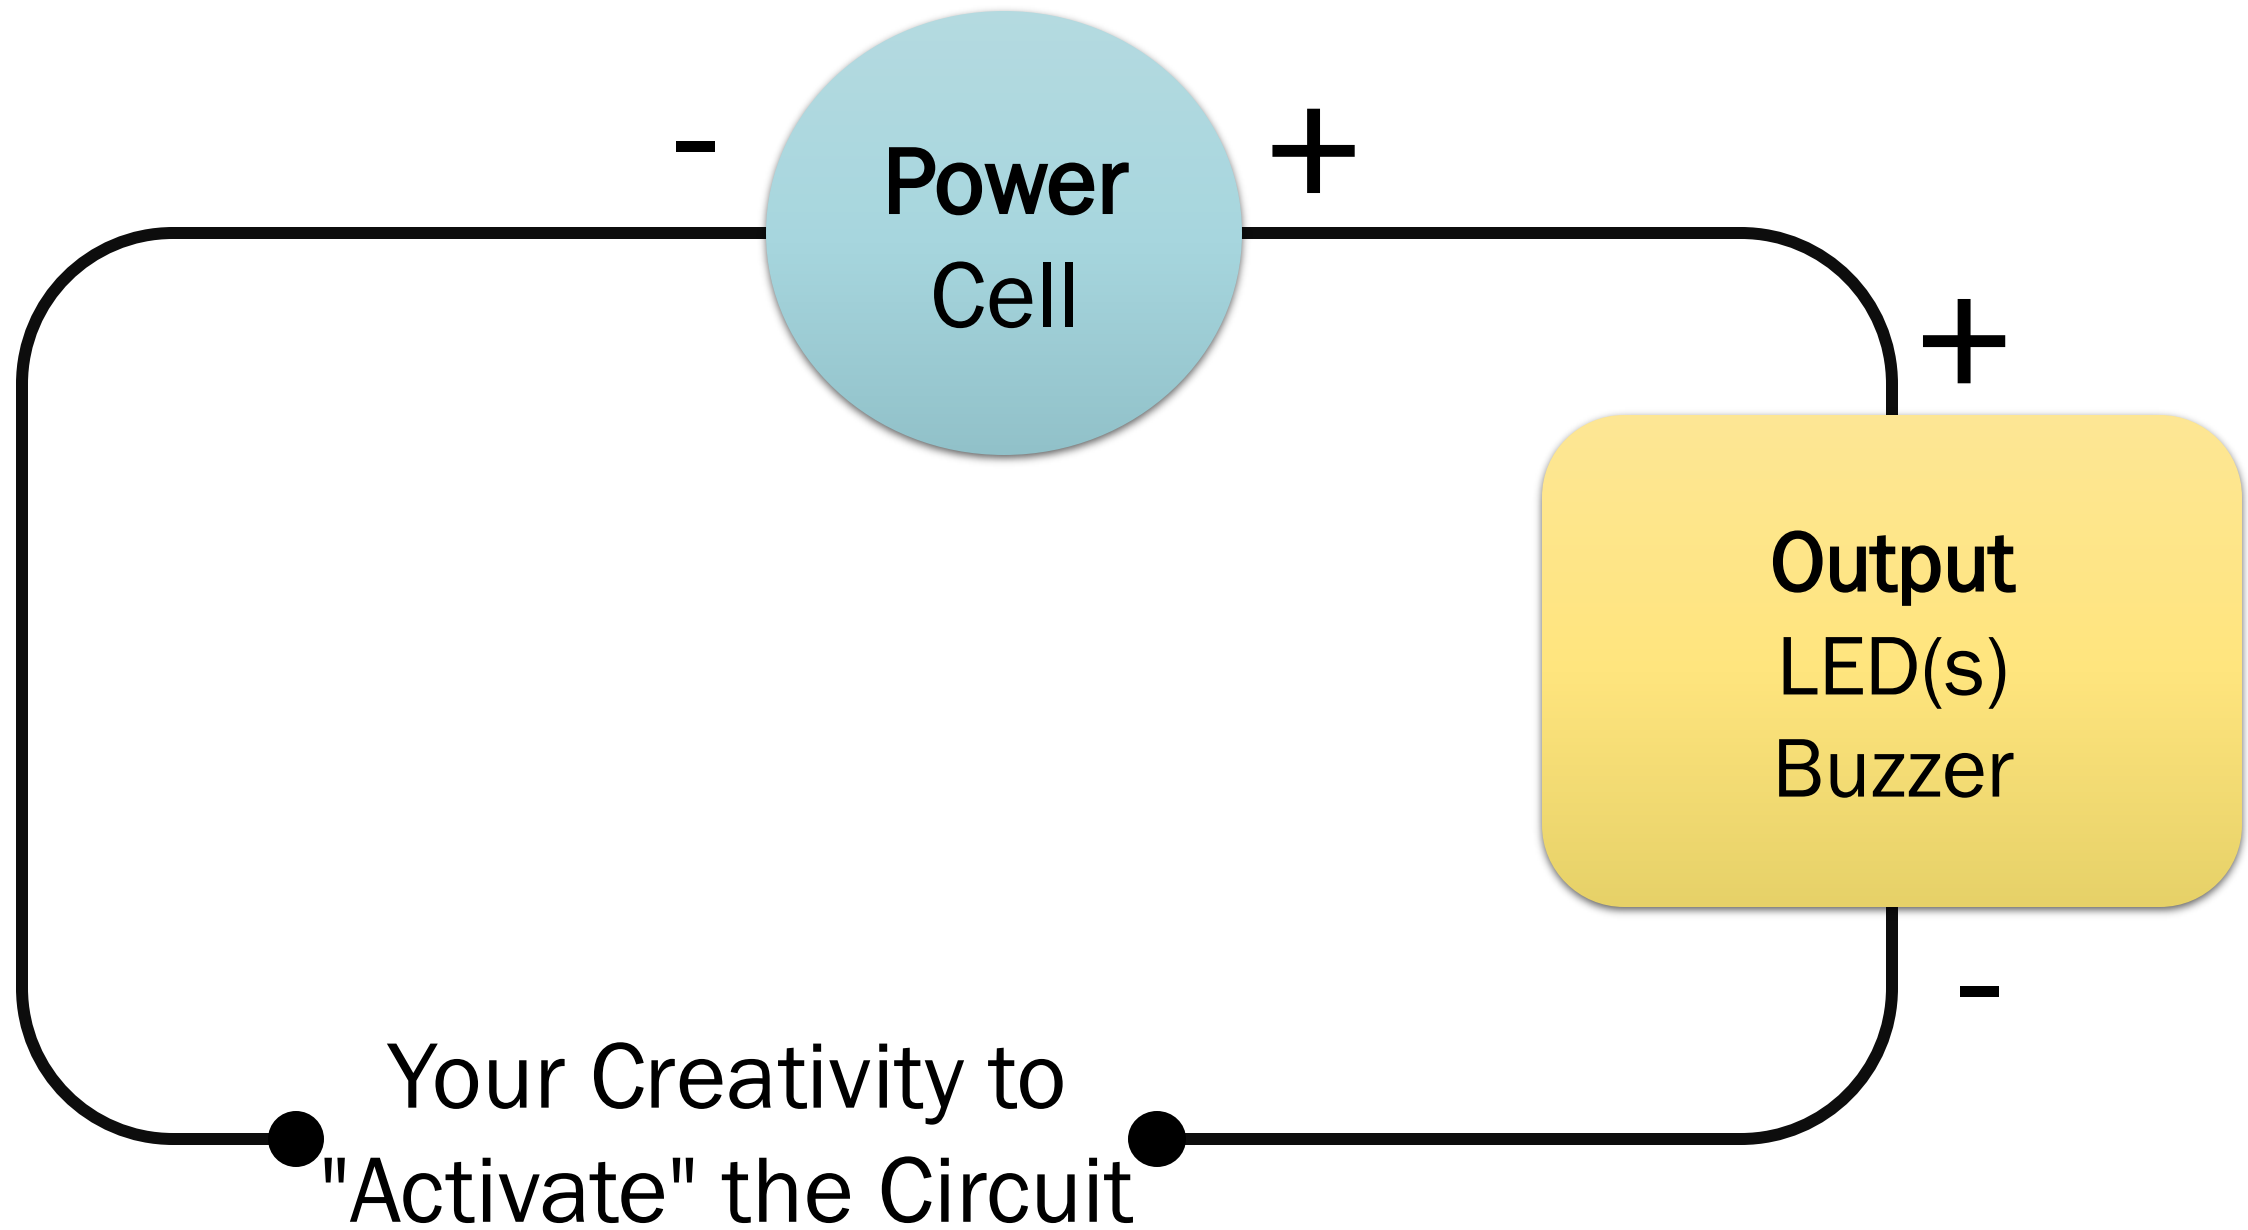 -
Power
Cell
+
+
Output
LED(s)
Buzzer
-
Your Creativity to
"Activate" the Circuit